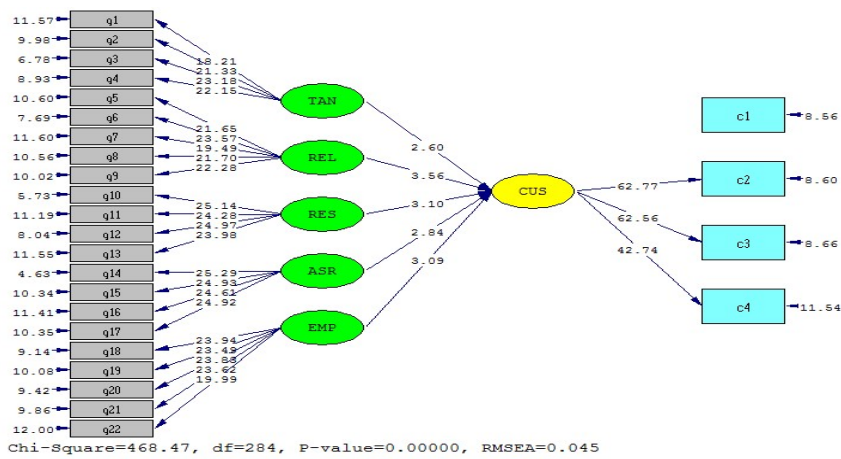 11.57 q1
9.98 q2
6.78 q3
8.93 q4
10.60 q5
7.69 q6
11.60 q7
10.56 q8
10.02 q9
5.73 q10
11.19 q11
8.04 q12
11.55 q13
4.63 q14
10.34 q15
11.41 q16
10.35 q17
9.14 q18
10.08 q19
9.42 q20
9.86 q21
12.00 q22
18.21
21.33
23.18
22.15
21.65
23.57
19.49
21.70
22.28
25.14
24.28
24.97
23.98
25.29
24.93
24.61
24.92
23.94
23.49
23.83
23.62
19.99
TAN
REL
RES
ASR
EMP
2.60
3.56
3.10
2.84
3.09
CUS
62.77
62.56
42.74
c1 8.56
c2 8.60
c3 8.66
c4 11.54
Chi-Square=468.47, df=284, P-value=0.00000, RMSEA=0.045